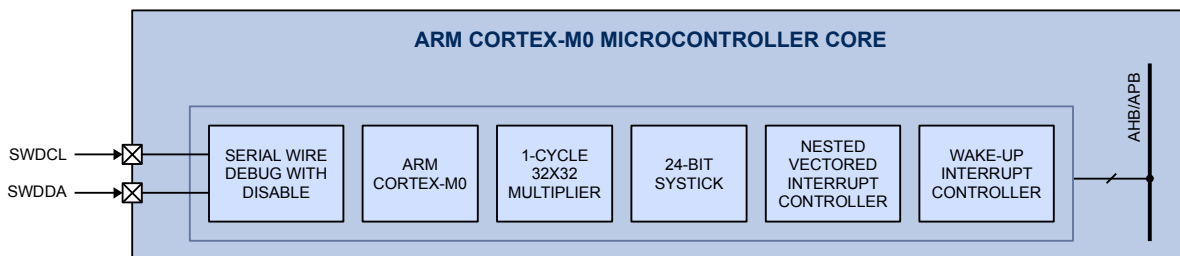 ARM CORTEX-M0 MICROCONTROLLER CORE
AHB/APB
SWDCL
SWDDA
SERIAL WIRE
DEBUG WITH
DISABLE
ARM
CORTEX-M0
1-CYCLE
32X32
MULTIPLIER
24-BIT
SYSTICK
NESTED
VECTORED
INTERRUPT
CONTROLLER
WAKE-UP
INTERRUPT
CONTROLLER